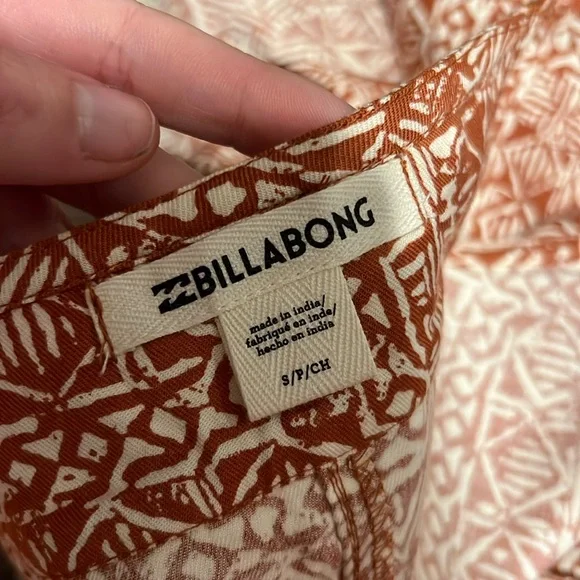 BILLABONG
made in india/
fabriqué en inde/
hecho en india
S/P/CH